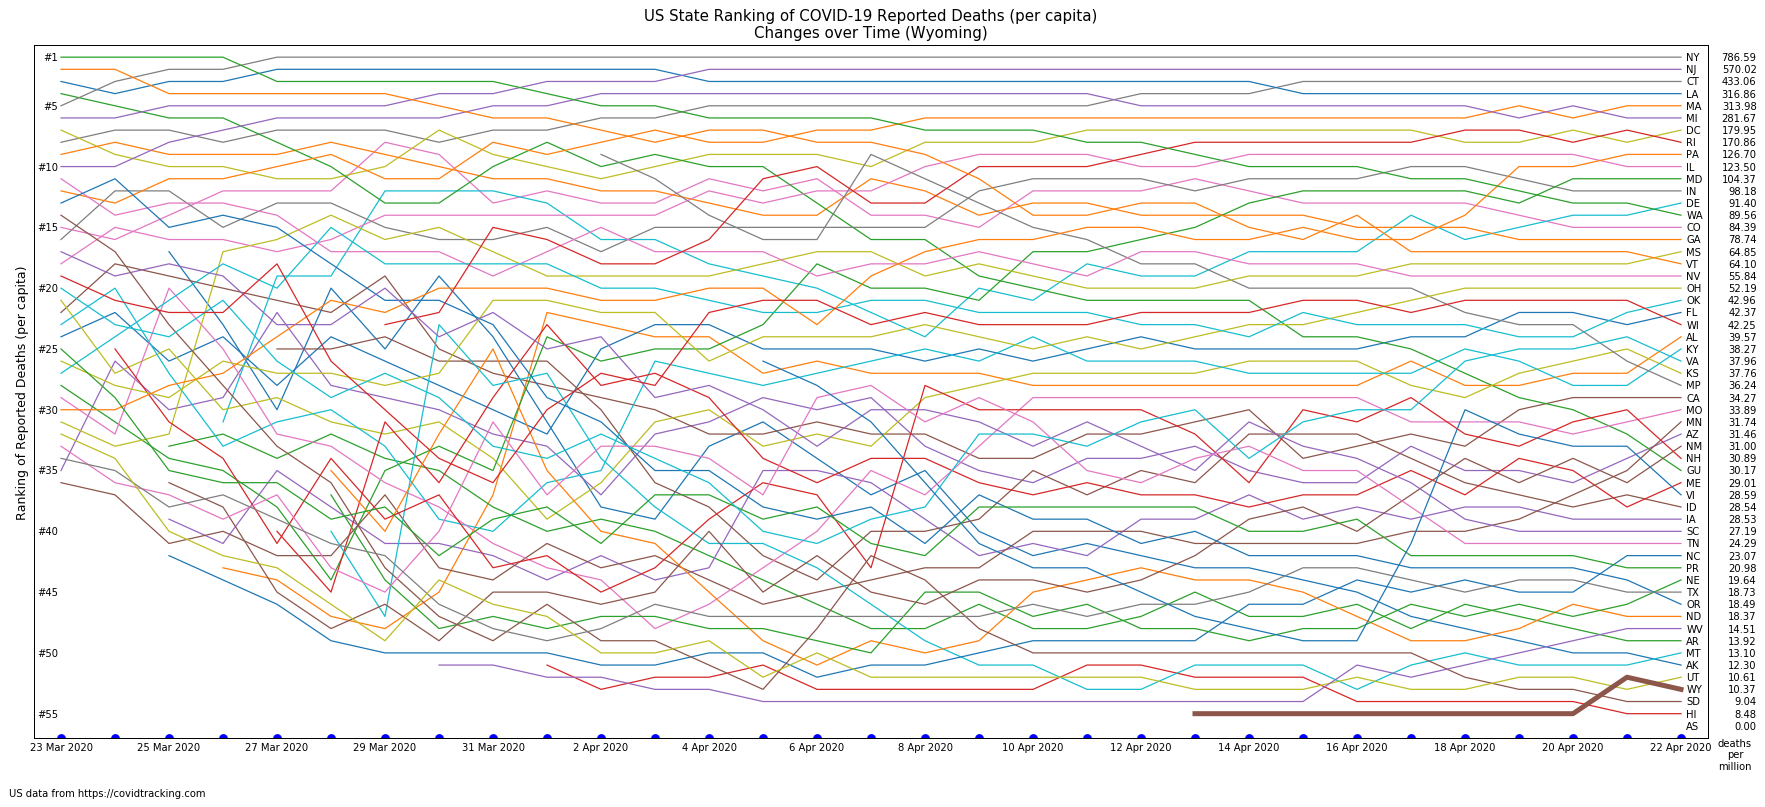 US State Ranking of COVID-19 Reported Deaths (per capita)
Changes over Time (Wyoming)
Ranking of Reported Deaths (per capita)
#1
#5
#10
#15
#20
#25
#30
#35
#40
#45
#50
#55
NY 786.59
NJ 570.02
CT 433.06
LA 316.86
MA 313.98
MI 281.67
DC 179.95
RI 170.86
PA 126.70
IL 123.50
MD 104.37
IN 98.18
DE 91.40
WA 89.56
CO 84.39
GA 78.74
MS 64.85
VT 64.10
NV 55.84
OH 52.19
OK 42.96
FL 42.37
WI 42.25
AL 39.57
KY 38.27
VA 37.96
KS 37.76
MP 36.24
CA 34.27
MO 33.89
MN 31.74
AZ 31.46
NM 31.00
NH 30.89
GU 30.17
ME 29.01
VI 28.59
ID 28.54
IA 28.53
SC 27.19
TN 24.29
NC 23.07
PR 20.98
NE 19.64
TX 18.73
OR 18.49
ND 18.37
WV 14.51
AR 13.92
MT 13.10
AK 12.30
UT 10.61
WY 10.37
SD 9.04
HI 8.48
AS 0.00
23 Mar 2020 25 Mar 2020 27 Mar 2020 29 Mar 2020 31 Mar 2020 2 Apr 2020 4 Apr 2020 6 Apr 2020 8 Apr 2020 10 Apr 2020 12 Apr 2020 14 Apr 2020 16 Apr 2020 18 Apr 2020 20 Apr 2020 22 Apr 2020
deaths
per
million
US data from https://covidtracking.com